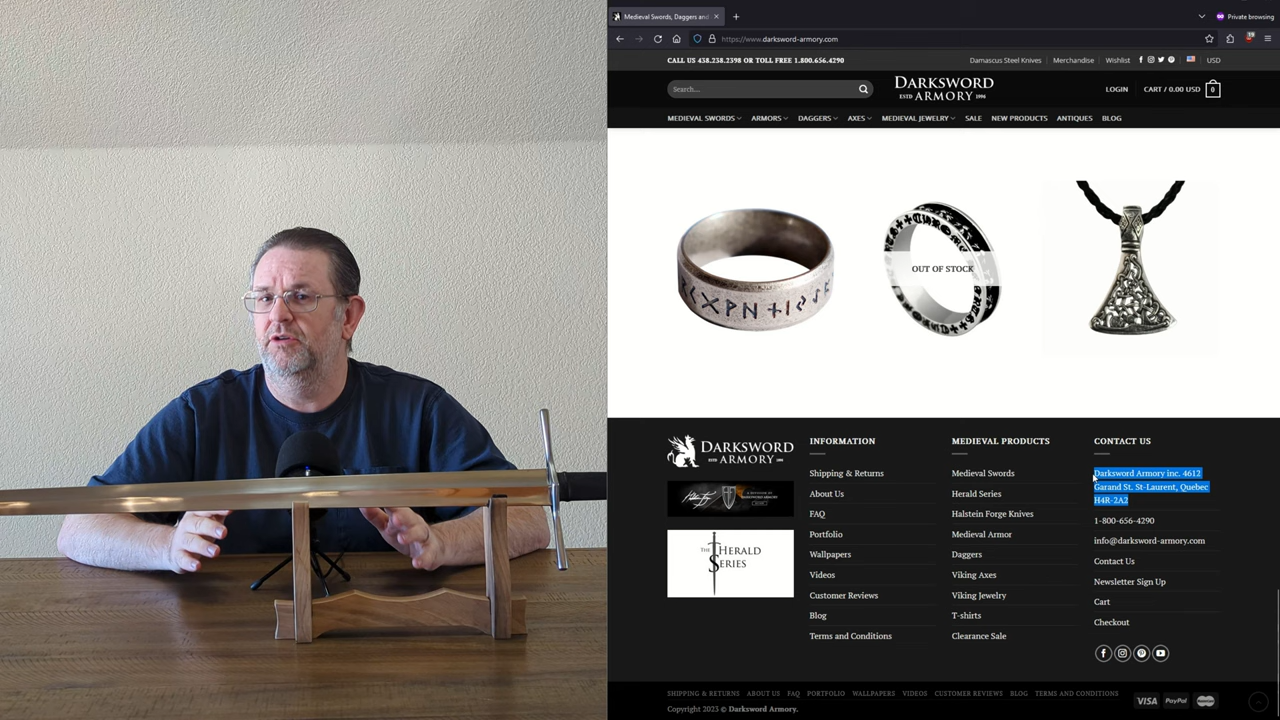 Medieval Swords, Daggers and
Private browsing
https://www.darksword-armory.com
19
CALL US 438.238.2398 OR TOLL FREE 1.800.656.4290
Damascus Steel Knives
Merchandise
Wishlist
USD
Search...
DARKSWORD
ESTD ARMORY 1996
LOGIN
CART / 0.00 USD
0
MEDIEVAL SWORDS
ARMORS
DAGGERS
AXES
MEDIEVAL JEWELRY
SALE
NEW PRODUCTS
ANTIQUES
BLOG
OUT OF STOCK
DARKSWORD
ESTD ARMORY 1996
THE HERALD
SERIES
INFORMATION
Shipping & Returns
About Us
FAQ
Portfolio
Wallpapers
Videos
Customer Reviews
Blog
Terms and Conditions
MEDIEVAL PRODUCTS
Medieval Swords
Herald Series
Halstein Forge Knives
Medieval Armor
Daggers
Viking Axes
Viking Jewelry
T-shirts
Clearance Sale
CONTACT US
Darksword Armory inc. 4612
Garand St. St-Laurent, Quebec
H4R-2A2
1-800-656-4290
info@darksword-armory.com
Contact Us
Newsletter Sign Up
Cart
Checkout
SHIPPING & RETURNS
ABOUT US
FAQ
PORTFOLIO
WALLPAPERS
VIDEOS
CUSTOMER REVIEWS
BLOG
TERMS AND CONDITIONS
Copyright 2023 © Darksword Armory.
VISA
PayPal